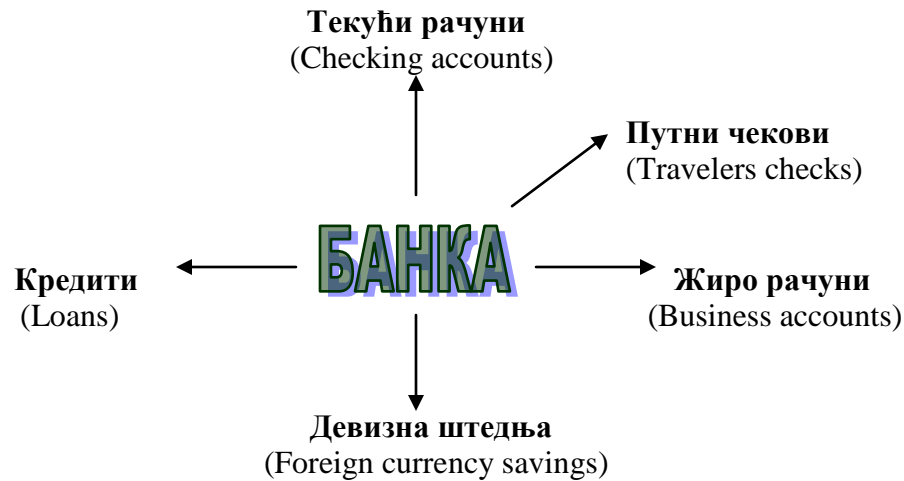 Текући рачуни
(Checking accounts)
Путни чекови
(Travelers checks)
БАНКА
Кредити
(Loans)
Жиро рачуни
(Business accounts)
Девизна штедња
(Foreign currency savings)